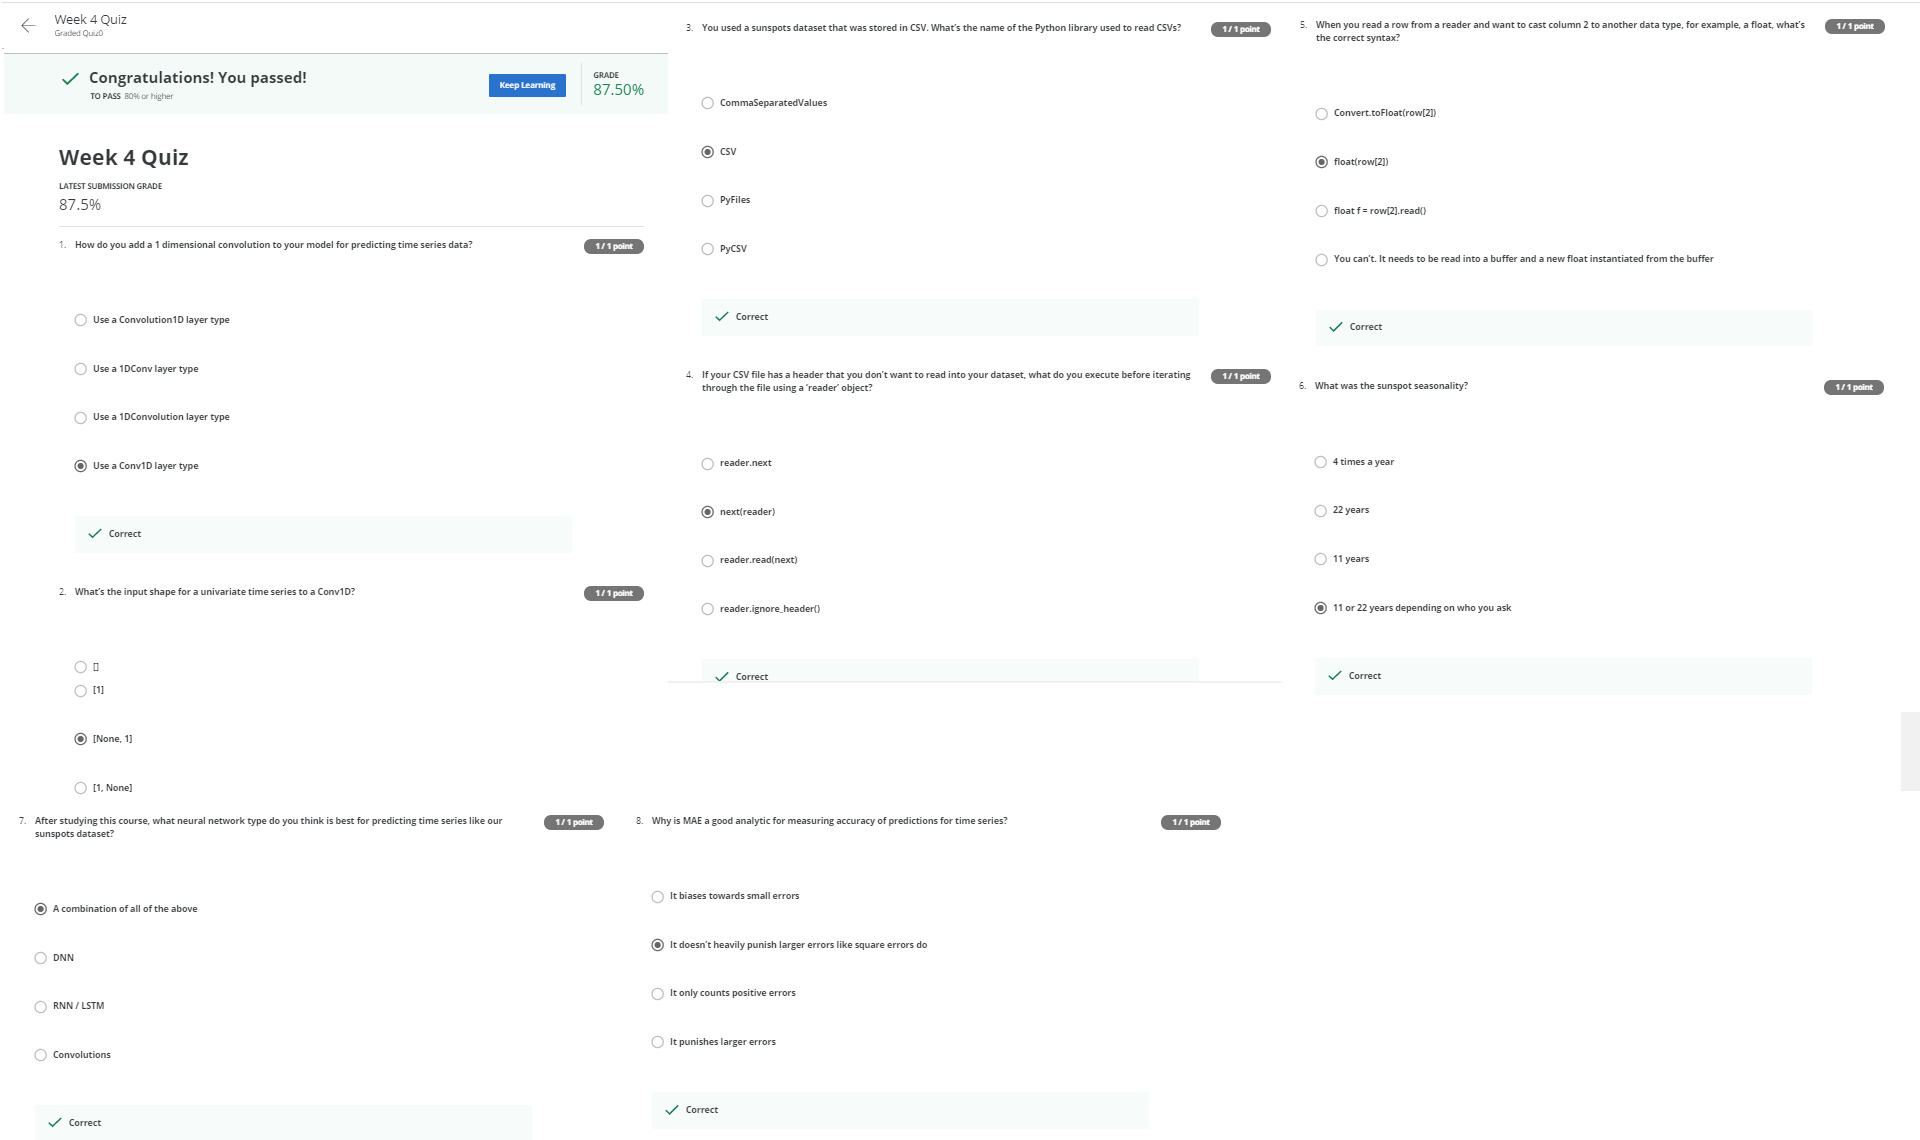 Week 4 Quiz
Graded Quiz0
Congratulations! You passed!
TO PASS 80% or higher
Keep Learning
GRADE
87.50%
Week 4 Quiz
LATEST SUBMISSION GRADE
87.5%
1. How do you add a 1 dimensional convolution to your model for predicting time series data?
1 / 1 point
Use a Convolution1D layer type
Use a 1DConv layer type
Use a 1DConvolution layer type
Use a Conv1D layer type
Correct
2. What's the input shape for a univariate time series to a Conv1D?
1 / 1 point
[]
[1]
[None, 1]
[1, None]
3. You used a sunspots dataset that was stored in CSV. What's the name of the Python library used to read CSVs?
1 / 1 point
CommaSeparatedValues
CSV
PyFiles
PyCSV
Correct
4. If your CSV file has a header that you don't want to read into your dataset, what do you execute before iterating
through the file using a 'reader' object?
1 / 1 point
reader.next
next(reader)
reader.read(next)
reader.ignore_header()
Correct
5. When you read a row from a reader and want to cast column 2 to another data type, for example, a float, what's
the correct syntax?
1 / 1 point
Convert.toFloat(row[2])
float(row[2])
float f = row[2].read()
You can't. It needs to be read into a buffer and a new float instantiated from the buffer
Correct
6. What was the sunspot seasonality?
1 / 1 point
4 times a year
22 years
11 years
11 or 22 years depending on who you ask
Correct
7. After studying this course, what neural network type do you think is best for predicting time series like our
sunspots dataset?
1 / 1 point
A combination of all of the above
DNN
RNN / LSTM
Convolutions
Correct
8. Why is MAE a good analytic for measuring accuracy of predictions for time series?
1 / 1 point
It biases towards small errors
It doesn't heavily punish larger errors like square errors do
It only counts positive errors
It punishes larger errors
Correct